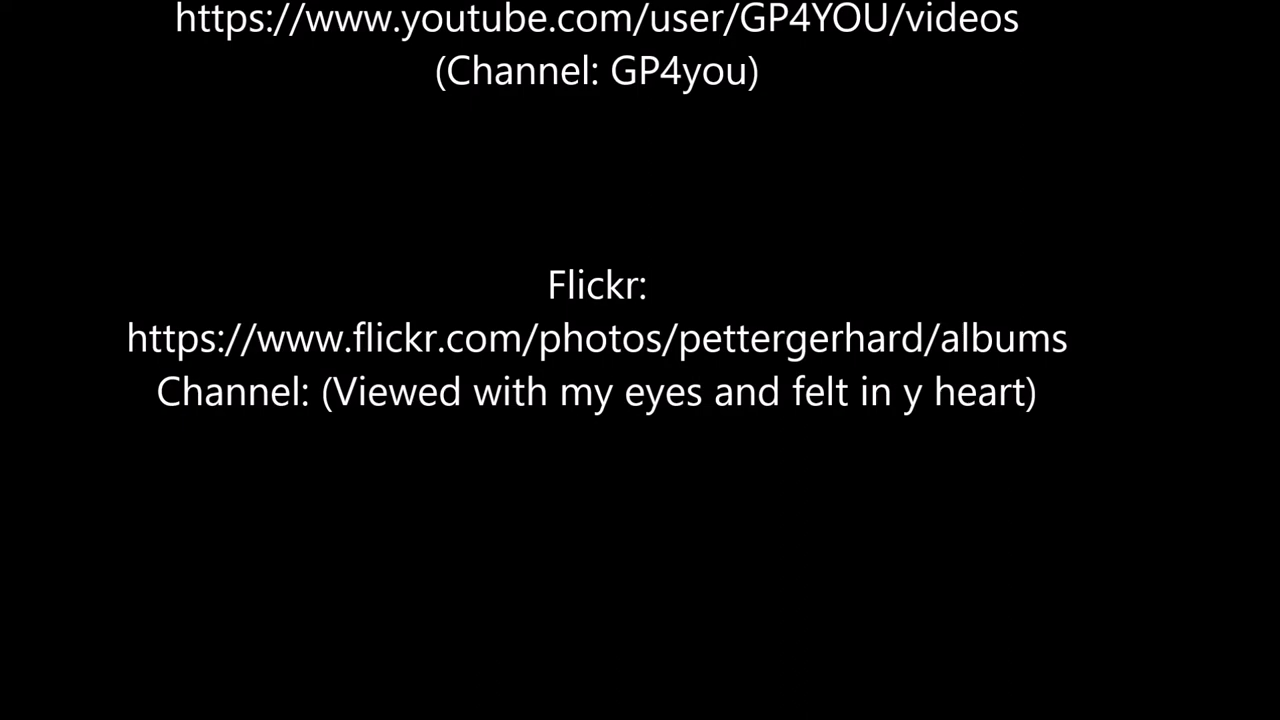 https://www.youtube.com/user/GP4YOU/videos
(Channel: GP4you)
Flickr:
https://www.flickr.com/photos/pettergerhard/albums
Channel: (Viewed with my eyes and felt in y heart)